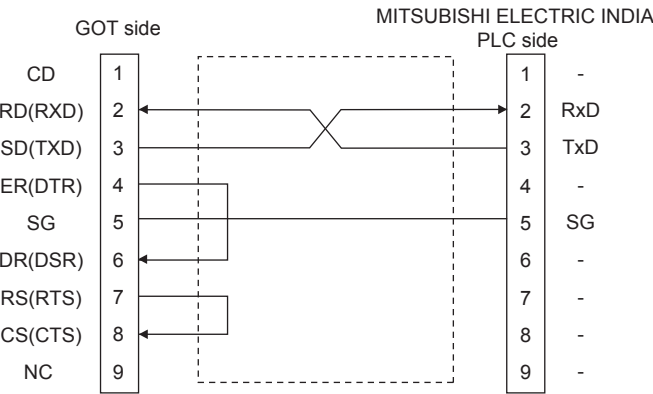 MITSUBISHI ELECTRIC INDIA
GOT side
PLC side
CD 1 1 -
RD(RXD) 2 2 RxD
SD(TXD) 3 3 TxD
ER(DTR) 4 4 -
SG 5 5 SG
DR(DSR) 6 6 -
RS(RTS) 7 7 -
CS(CTS) 8 8 -
NC 9 9 -